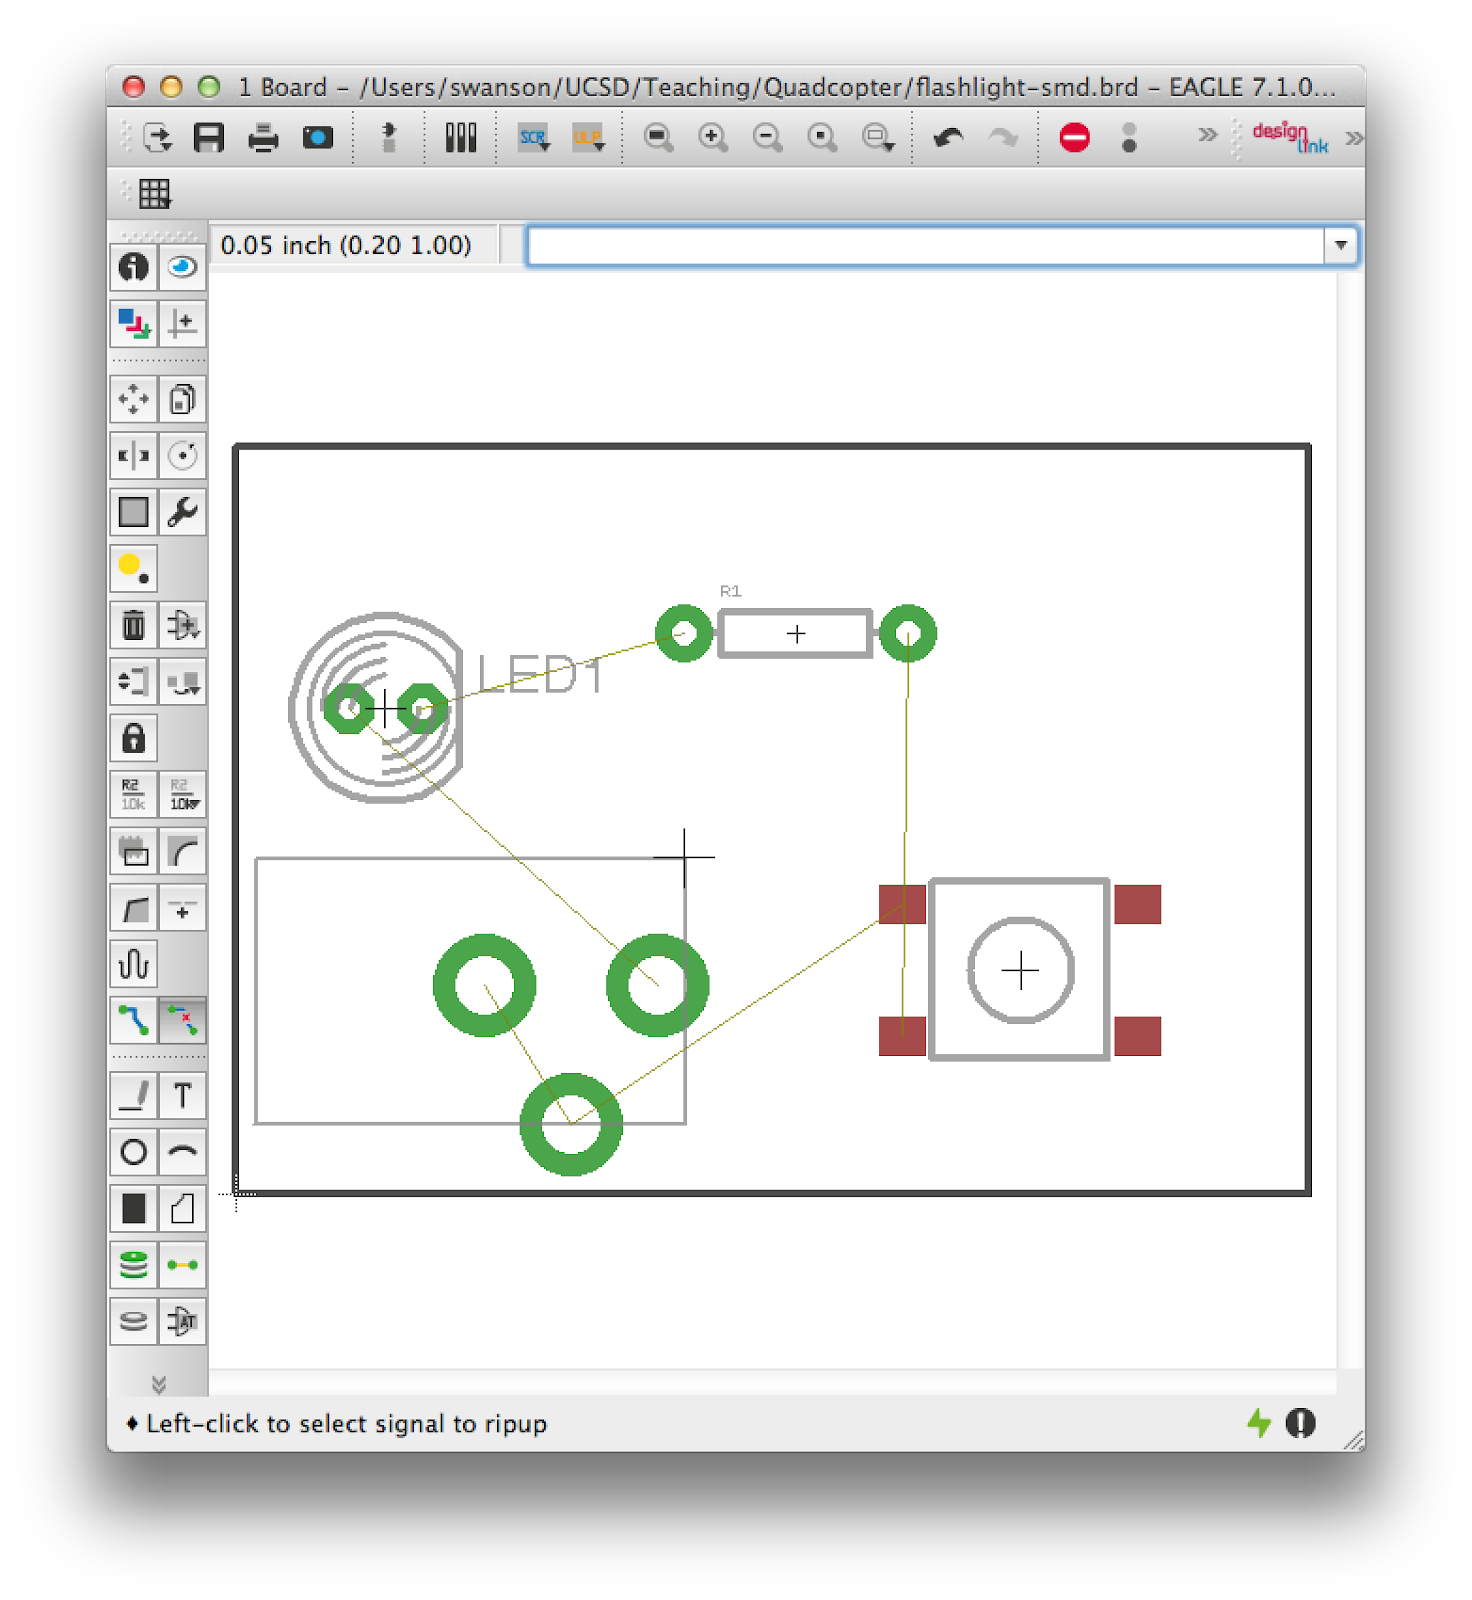 1 Board – /Users/swanson/UCSD/Teaching/Quadcopter/flashlight-smd.brd – EAGLE 7.1.0...
SCR
ULP
design
link
0.05 inch (0.20 1.00)
R2
10k
R2
10k
T
AT
R1
LED1
Left-click to select signal to ripup